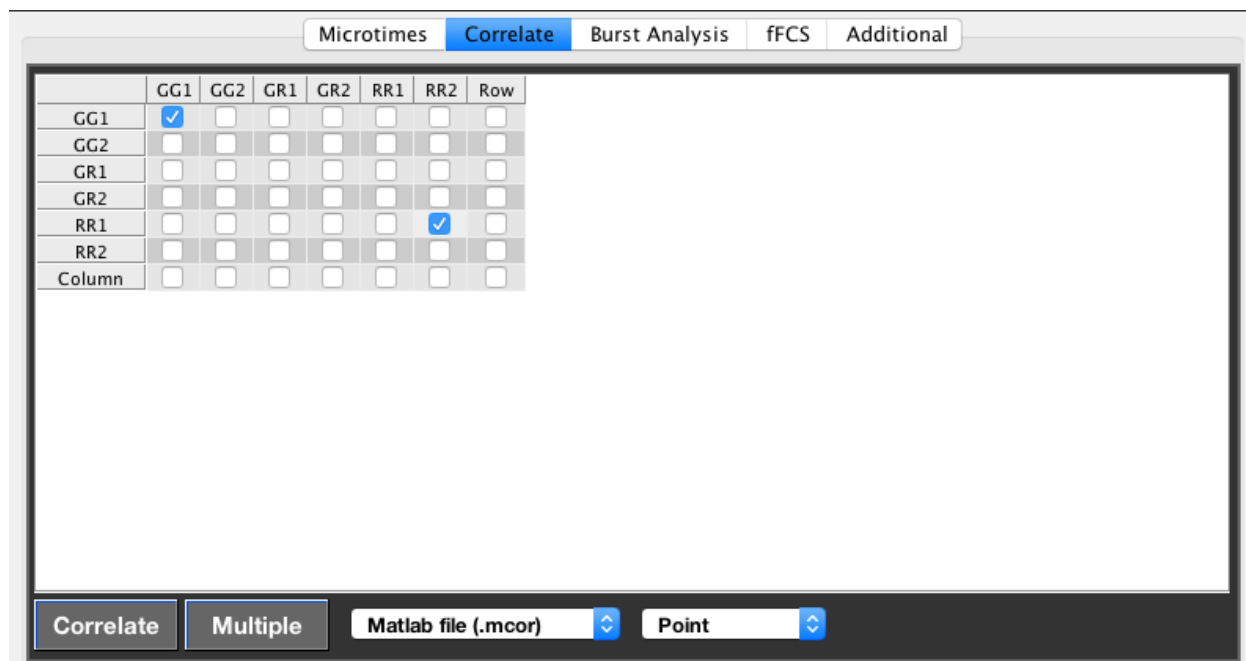 Microtimes Correlate Burst Analysis fFCS Additional
GG1 GG2 GR1 GR2 RR1 RR2 Row
GG1
GG2
GR1
GR2
RR1
RR2
Column
Correlate Multiple Matlab file (.mcor) Point